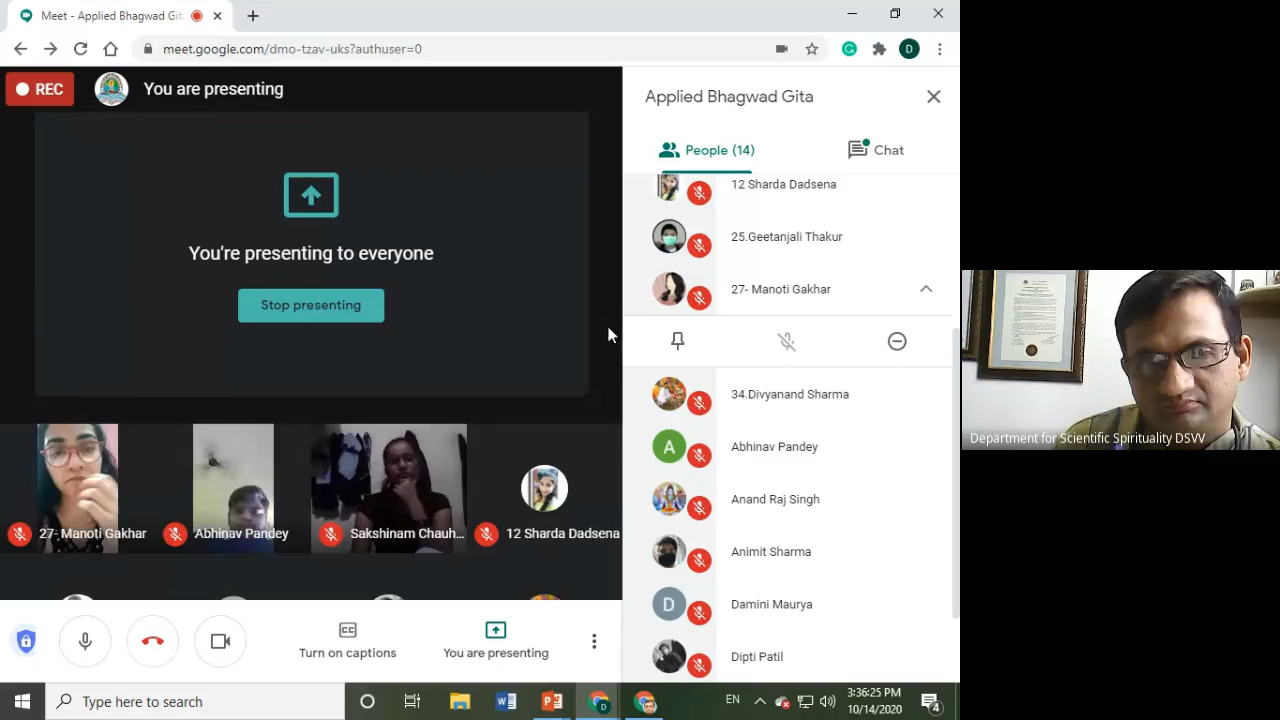 Meet - Applied Bhagwad Gita
meet.google.com/dmo-tzav-uks?authuser=0
D
REC
You are presenting
Applied Bhagwad Gita
People (14)
Chat
You're presenting to everyone
Stop presenting
12 Sharda Dadsena
25.Geetanjali Thakur
27- Manoti Gakhar
34.Divyanand Sharma
A
Abhinav Pandey
Anand Raj Singh
Animit Sharma
D
Damini Maurya
Dipti Patil
27- Manoti Gakhar
Abhinav Pandey
Sakshinam Chauh...
12 Sharda Dadsena
CC
Turn on captions
You are presenting
Department for Scientific Spirituality DSVV
Type here to search
EN
3:36:25 PM
10/14/2020
4